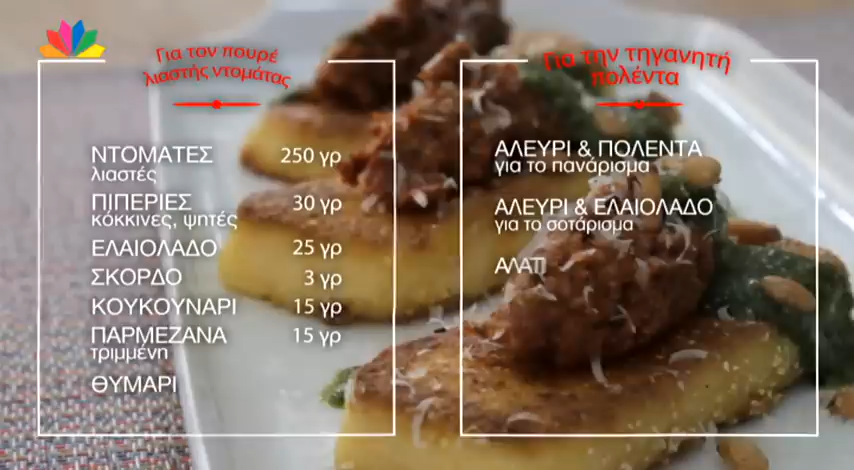 Για τον πουρέ
λιαστής ντομάτας
ΝΤΟΜΑΤΕΣ 250 γρ
λιαστές
ΠΙΠΕΡΙΕΣ 30 γρ
κόκκινες, ψητές
ΕΛΑΙΟΛΑΔΟ 25 γρ
ΣΚΟΡΔΟ 3 γρ
ΚΟΥΚΟΥΝΑΡΙ 15 γρ
ΠΑΡΜΕΖΑΝΑ 15 γρ
τριμμένη
ΘΥΜΑΡΙ
Για την τηγανητή
πολέντα
ΑΛΕΥΡΙ & ΠΟΛΕΝΤΑ
για το πανάρισμα
ΑΛΕΥΡΙ & ΕΛΑΙΟΛΑΔΟ
για το σοτάρισμα
ΑΛΑΤΙ